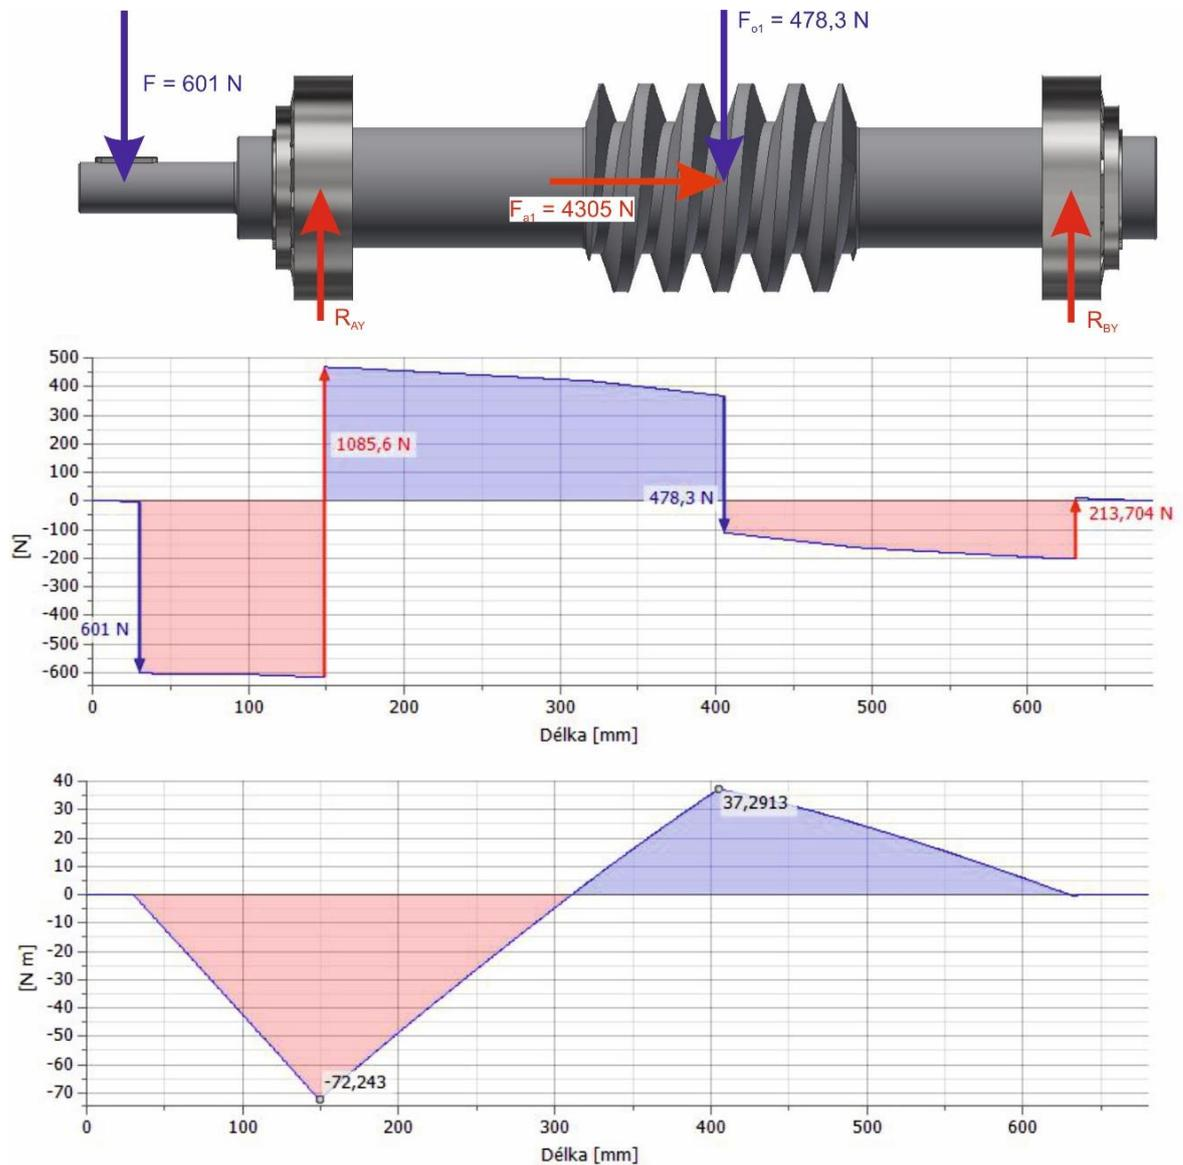 F = 601 N
Fo1 = 478,3 N
Fa1 = 4305 N
RAY
RBY
[N]
500
400
300
200
100
0
-100
-200
-300
-400
-500
-600
1085,6 N
478,3 N
213,704 N
601 N
0 100 200 300 400 500 600
Délka [mm]
[N m]
40
30
20
10
0
-10
-20
-30
-40
-50
-60
-70
37,2913
-72,243
0 100 200 300 400 500 600
Délka [mm]